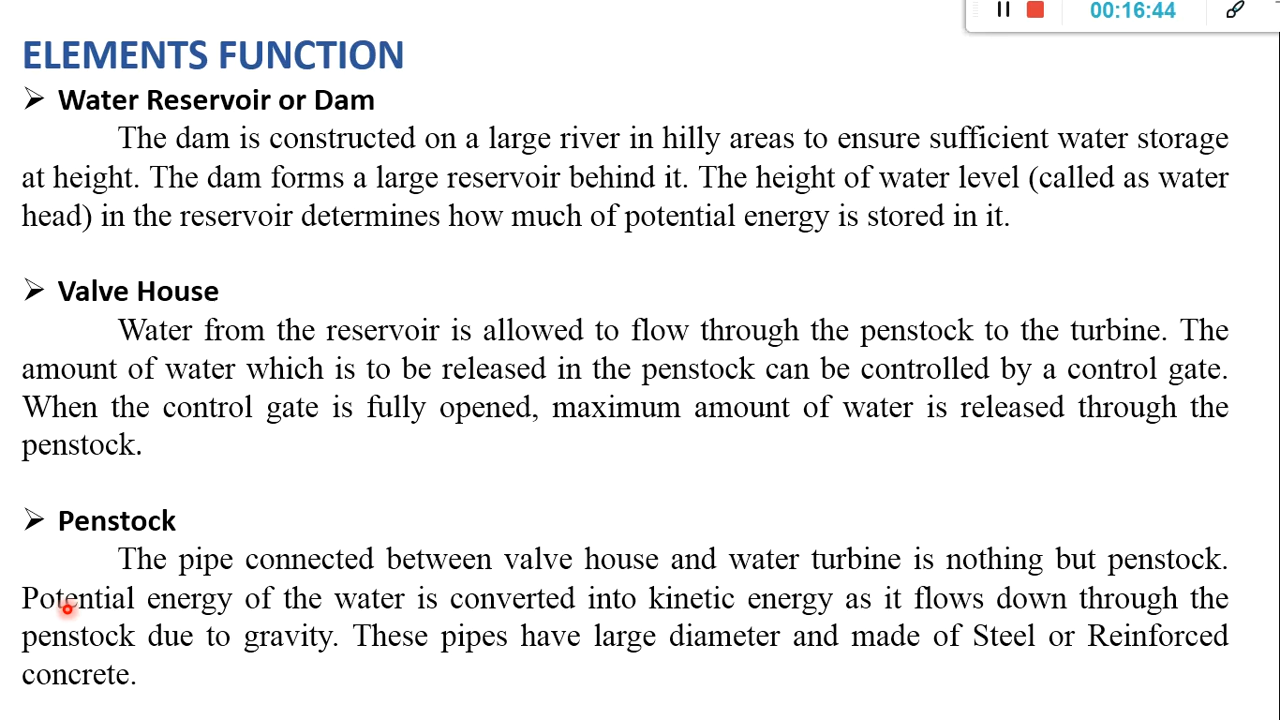 00:16:44
ELEMENTS FUNCTION
➢ Water Reservoir or Dam
The dam is constructed on a large river in hilly areas to ensure sufficient water storage
at height. The dam forms a large reservoir behind it. The height of water level (called as water
head) in the reservoir determines how much of potential energy is stored in it.
➢ Valve House
Water from the reservoir is allowed to flow through the penstock to the turbine. The
amount of water which is to be released in the penstock can be controlled by a control gate.
When the control gate is fully opened, maximum amount of water is released through the
penstock.
➢ Penstock
The pipe connected between valve house and water turbine is nothing but penstock.
Potential energy of the water is converted into kinetic energy as it flows down through the
penstock due to gravity. These pipes have large diameter and made of Steel or Reinforced
concrete.